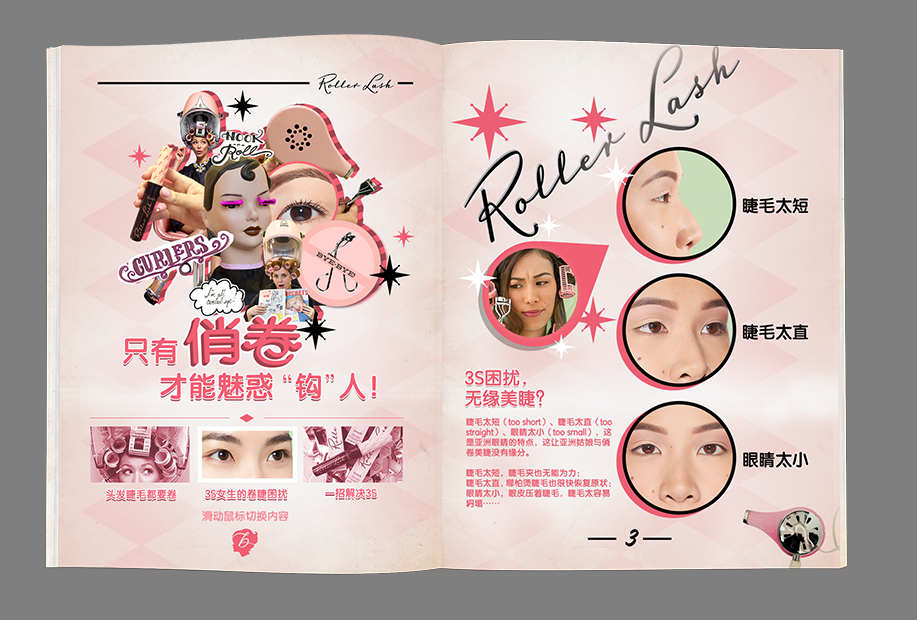 Roller Lash
NOOK
Roll
Roller Lash
CURLERS
I'm all
curled up!
BYE-BYE
SECRETS
只有俏卷
才能魅惑“钩”人!
头发睫毛都要卷
3S女生的卷睫困扰
一招解决3S
滑动鼠标切换内容
b
Roller Lash
睫毛太短
睫毛太直
眼睛太小
3S困扰,
无缘美睫?
睫毛太短(too short)、睫毛太直(too
straight)、眼睛太小(too small),这
是亚洲眼睛的特点,这让亚洲姑娘与俏
卷美睫没有缘分。
睫毛太短,睫毛夹也无能为力;
睫毛太直,哪怕烫睫毛也很快恢复原状;
眼睛太小,眼皮压着睫毛,睫毛太容易
坍塌……
3